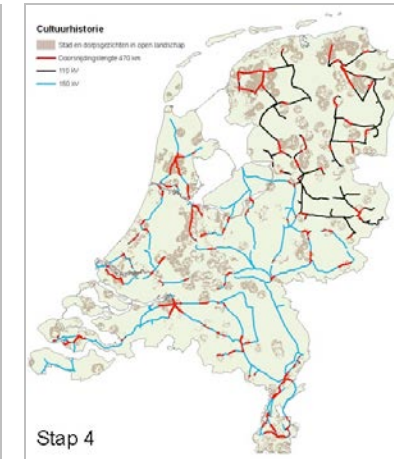 Cultuurhistorie
Stad en dorpsgezichten in open landschap
Doorsnijdingslengte 470 km
110 kV
150 kV
Stap 4